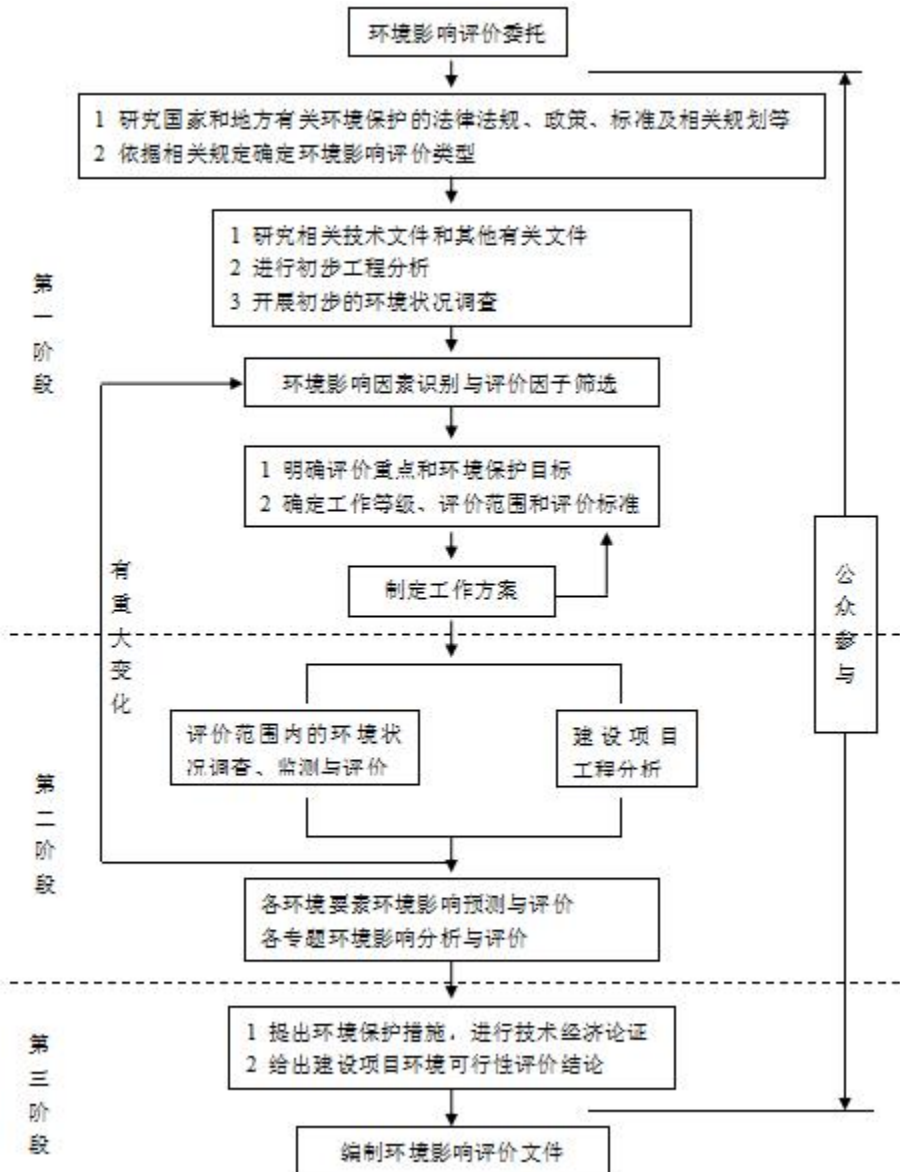 环境影响评价委托
1 研究国家和地方有关环境保护的法律法规、政策、标准及相关规划等
2 依据相关规定确定环境影响评价类型
1 研究相关技术文件和其他有关文件
2 进行初步工程分析
3 开展初步的环境状况调查
第一阶段
环境影响因素识别与评价因子筛选
1 明确评价重点和环境保护目标
2 确定工作等级、评价范围和评价标准
制定工作方案
有重大变化
公众参与
评价范围内的环境状
况调查、监测与评价
建设项目
工程分析
第二阶段
各环境要素环境影响预测与评价
各专题环境影响分析与评价
第三阶段
1 提出环境保护措施，进行技术经济论证
2 给出建设项目环境可行性评价结论
编制环境影响评价文件